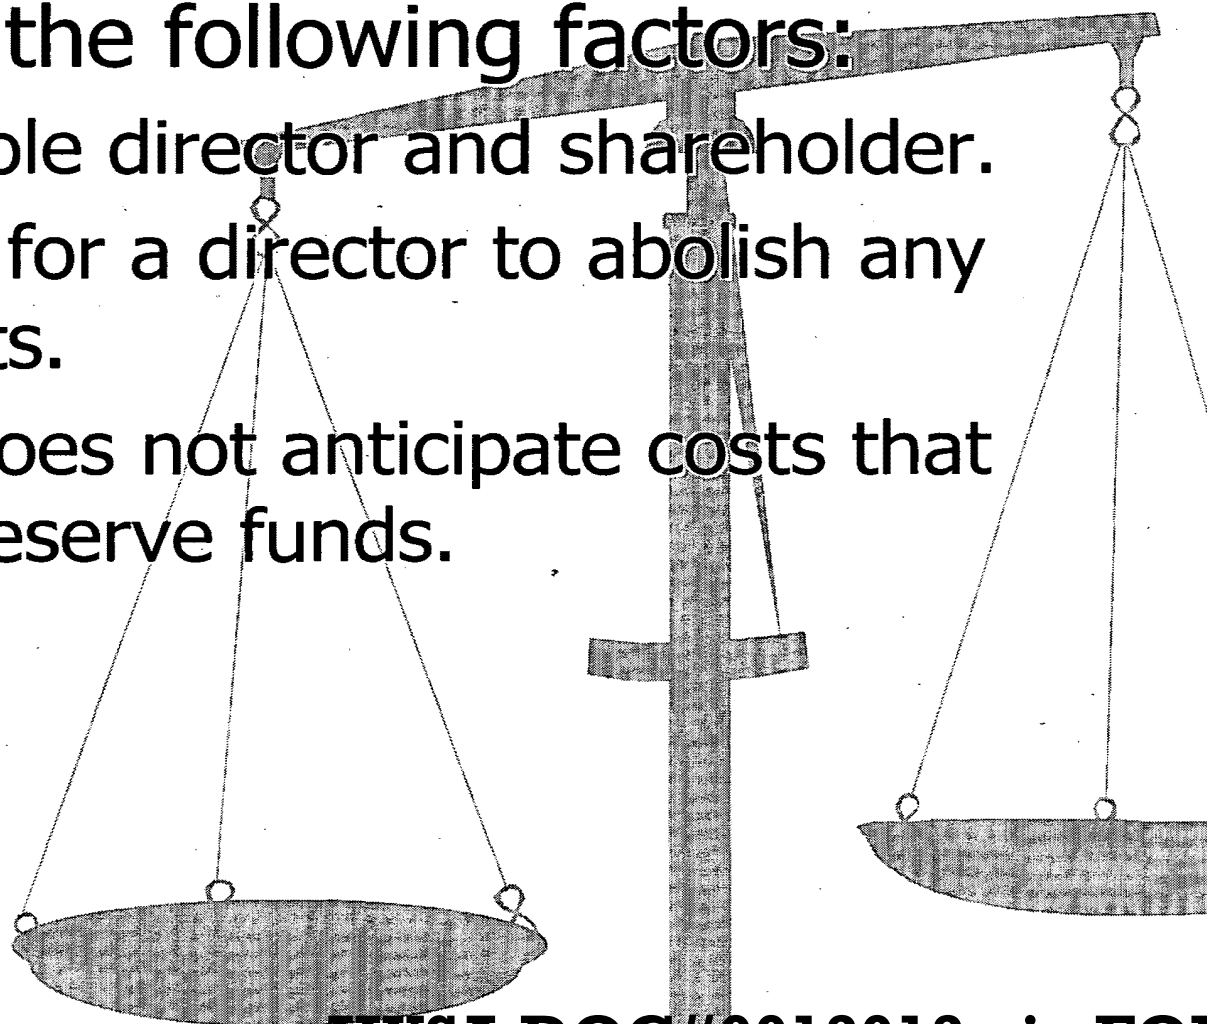 the following factors:
ole director and shareholder.
for a director to abolish any
ts.
oes not anticipate costs that
eserve funds.